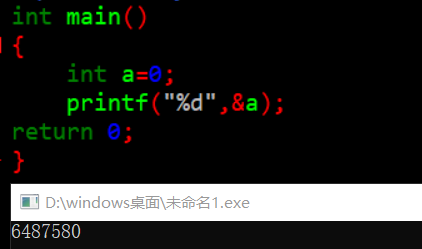 int main()
{
int a=0;
printf("%d",&a);
return 0;
}
D:\windows桌面\未命名1.exe
6487580